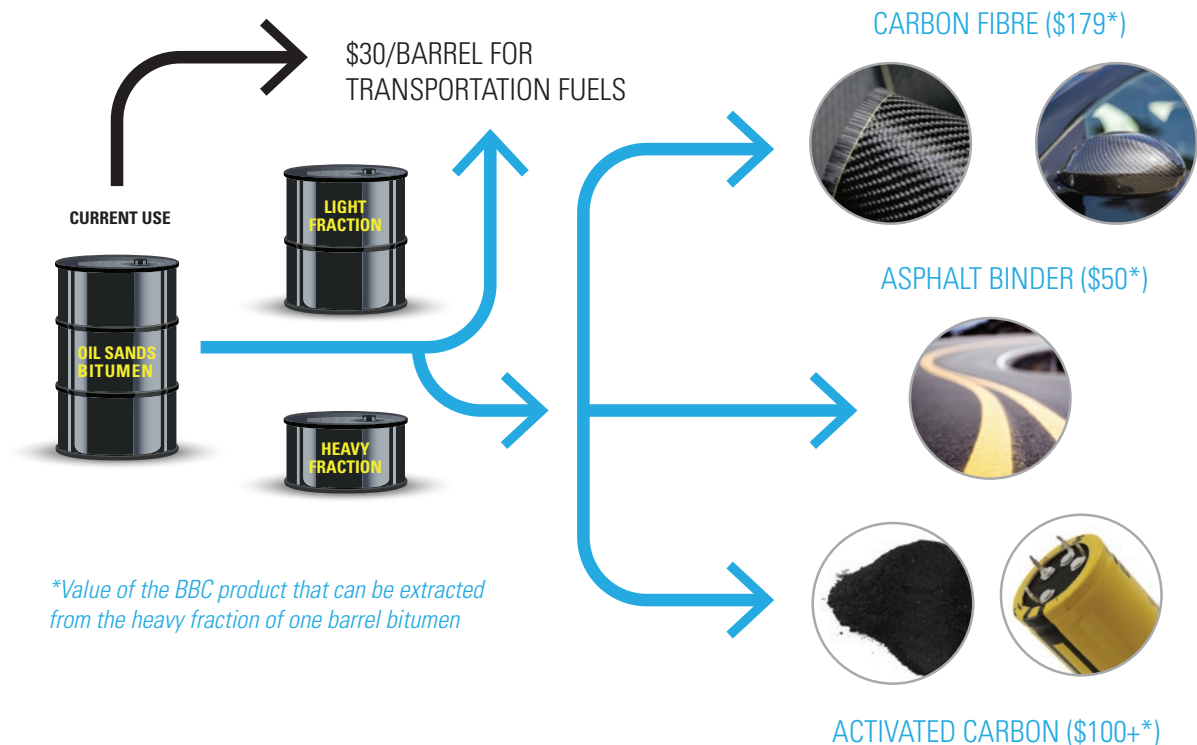 $30/BARREL FOR
TRANSPORTATION FUELS
CURRENT USE
OIL SANDS
BITUMEN
LIGHT
FRACTION
HEAVY
FRACTION
CARBON FIBRE ($179*)
ASPHALT BINDER ($50*)
ACTIVATED CARBON ($100+*)
*Value of the BBC product that can be extracted
from the heavy fraction of one barrel bitumen